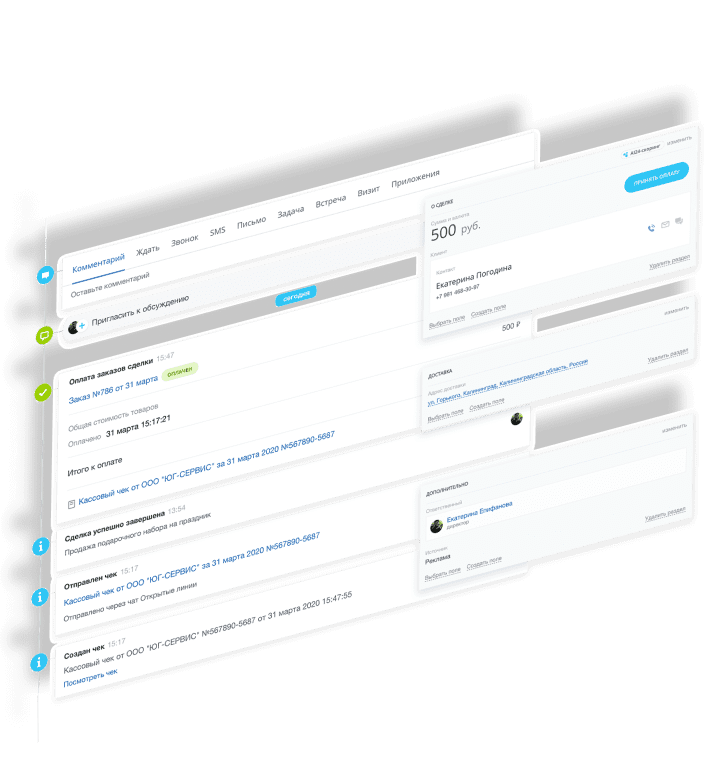 Комментарий Ждать Звонок SMS Письмо Задача Встреча Визит Приложения
Оставьте комментарий
Пригласить к обсуждению
СЕГОДНЯ
Оплата заказов сделки 15:47
Заказ №786 от 31 марта ОПЛАЧЕН
500 ₽
Общая стоимость товаров
Оплачено 31 марта 15:17:21
Итого к оплате
Кассовый чек от ООО "ЮГ-СЕРВИС" за 31 марта 2020 №567890-5687
Сделка успешно завершена 13:54
Продажа подарочного набора на праздник
Отправлен чек 15:17
Кассовый чек от ООО "ЮГ-СЕРВИС" за 31 марта 2020 №567890-5687
Отправлено через чат Открытые линии
Создан чек 15:17
Кассовый чек от ООО "ЮГ-СЕРВИС" №567890-5687 от 31 марта 2020 15:47:55
Посмотреть чек
О СДЕЛКЕ
AI-скоринг ИЗМЕНИТЬ
ПРИНЯТЬ ОПЛАТУ
Сумма и валюта
500 руб.
Клиент
Контакт
Екатерина Погодина
+7 981 468-30-87
Выбрать поле Создать поле Удалить раздел
ДОСТАВКА ИЗМЕНИТЬ
Адрес доставки
ул. Горького, Калининград, Калининградская область, Россия
Выбрать поле Создать поле Удалить раздел
ДОПОЛНИТЕЛЬНО ИЗМЕНИТЬ
Ответственный
Екатерина Епифанова
директор
Источник
Реклама
Выбрать поле Создать поле Удалить раздел